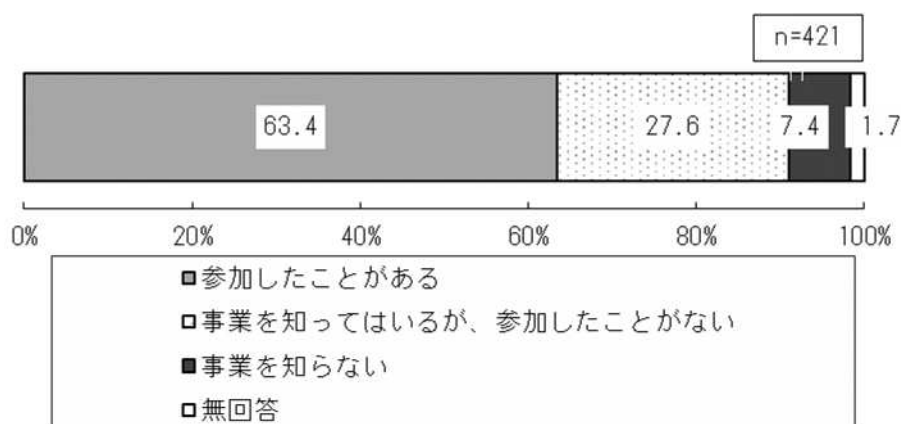 n=421
63.4 27.6 7.4 1.7
0% 20% 40% 60% 80% 100%
参加したことがある
事業を知ってはいるが、参加したことがない
事業を知らない
無回答